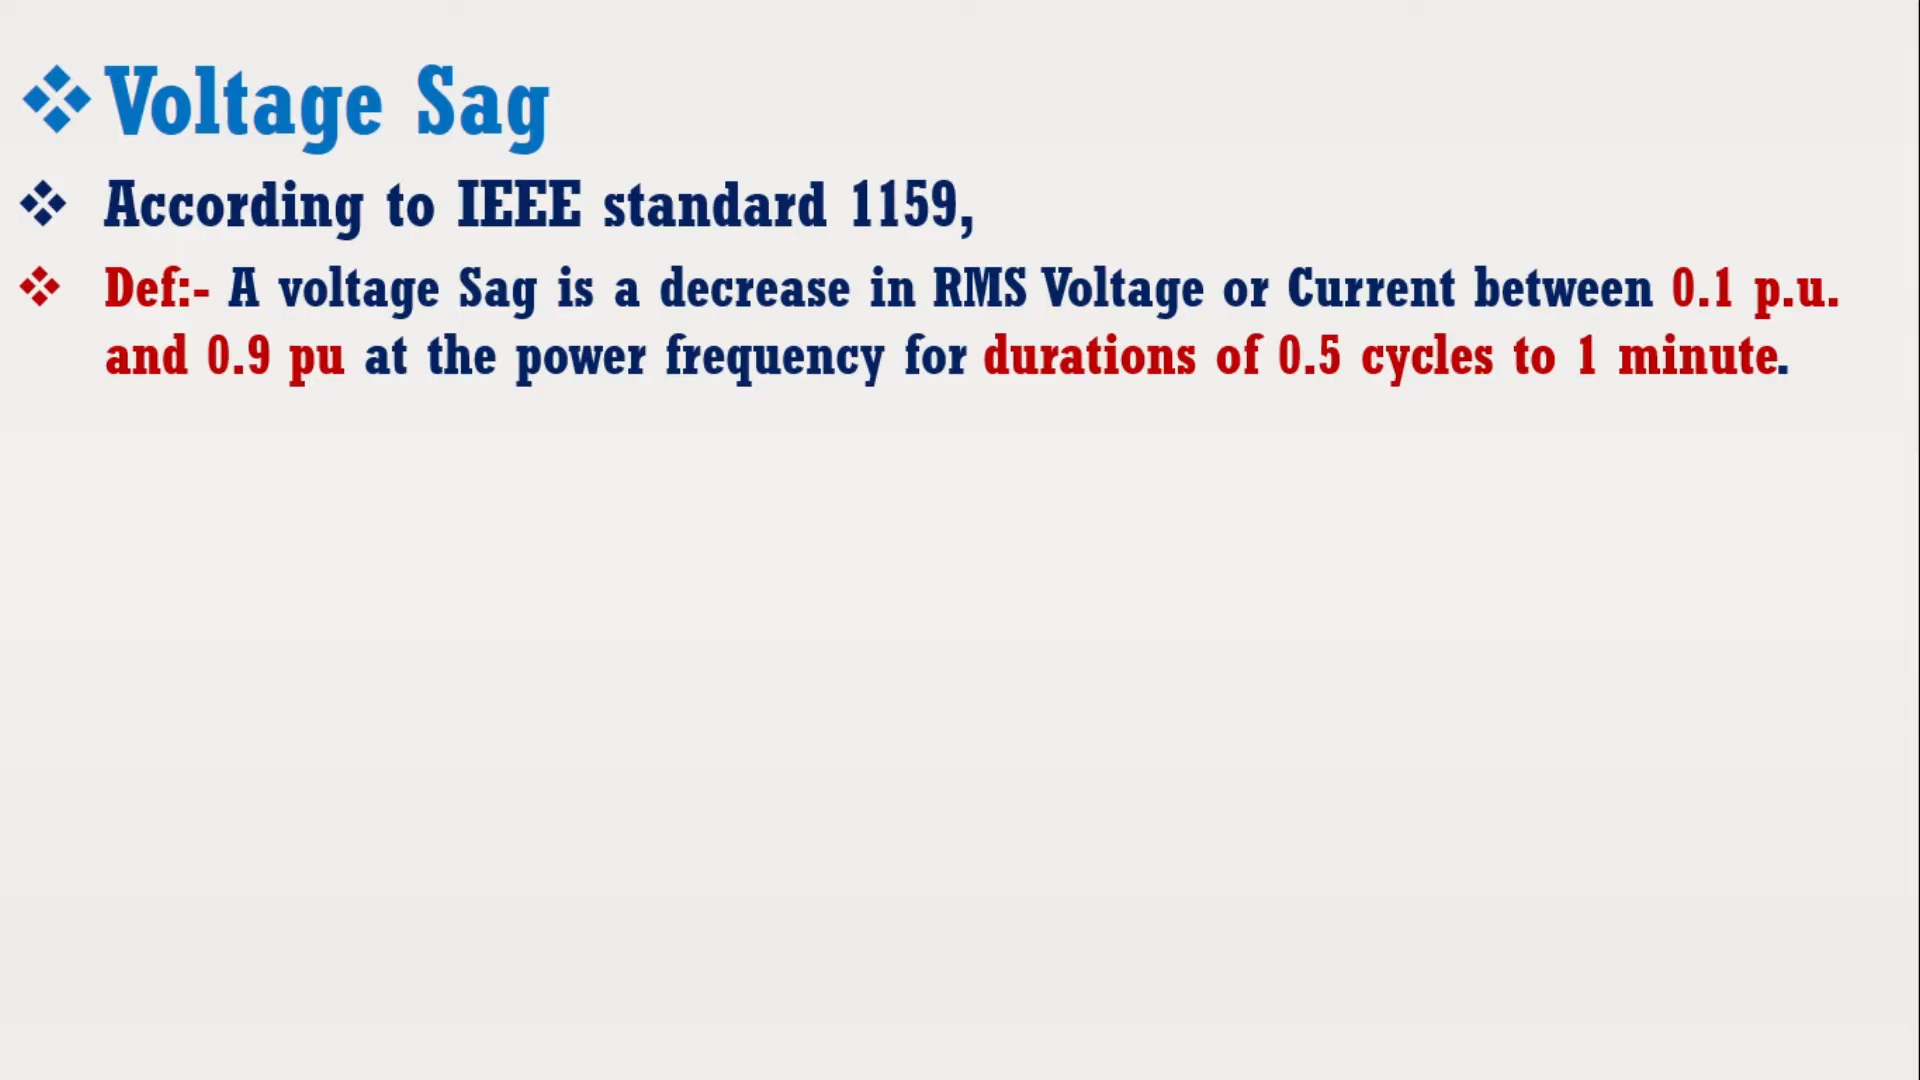 Voltage Sag
According to IEEE standard 1159,
Def:- A voltage Sag is a decrease in RMS Voltage or Current between 0.1 p.u.
and 0.9 pu at the power frequency for durations of 0.5 cycles to 1 minute.